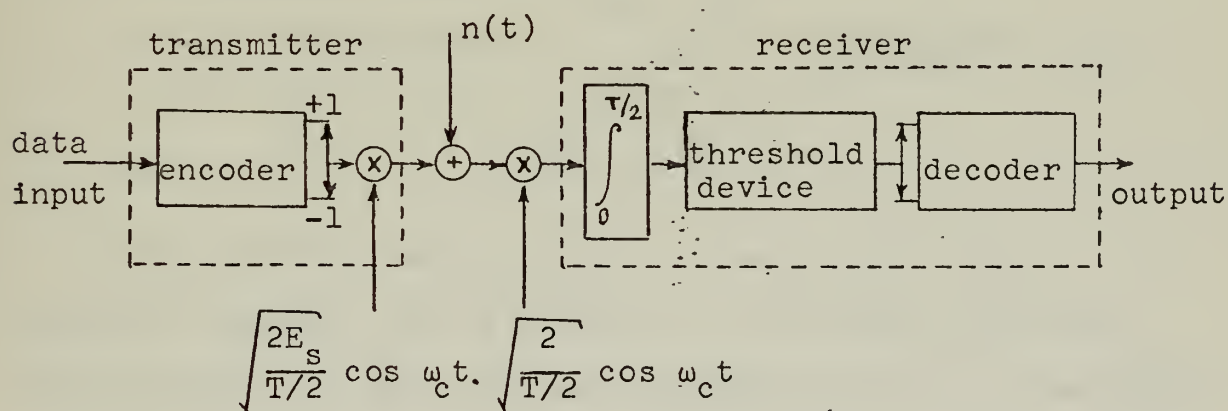 n(t)
transmitter
receiver
data input
encoder
+1
-1
x
+
x
T/2
∫
0
threshold device
decoder
output
√(2E_s / T/2) cos ω_c t.
√(2 / T/2) cos ω_c t